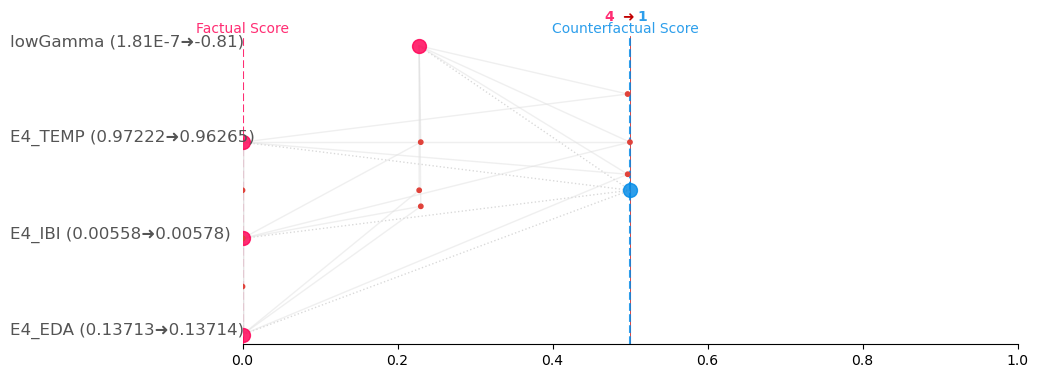 4 → 1
Factual Score
Counterfactual Score
lowGamma (1.81E-7→-0.81)
E4_TEMP (0.97222→0.96265)
E4_IBI (0.00558→0.00578)
E4_EDA (0.13713→0.13714)
0.0 0.2 0.4 0.6 0.8 1.0